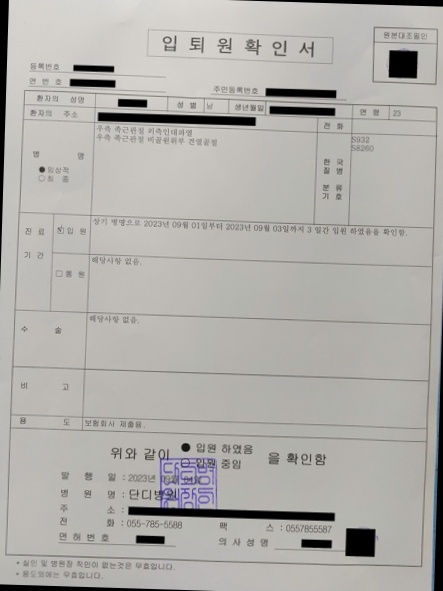 입 퇴 원 확 인 서
원본대조필인
등록번호
연 번 호
주민등록번호
환자의 성명 성 별 남 생년월일 연 령 23
환자의 주소 전 화
병 명
●임상적
○최 종
우측 족근관절 외측인대파열
우측 족근관절 비골원위부 견열골절
한 국
질 병
분 류
기 호
S932
S8260
진 료
기 간
☑입 원 상기 병명으로 2023년 09월 01일부터 2023년 09월 03일까지 3 일간 입원 하였음을 확인함.
□통 원 해당사항 없음.
수 술 해당사항 없음.
비 고
용 도 보험회사 제출용.
위와 같이 ● 입원 하였음 을 확인함
○ 입원 중임
발 행 일 : 2023년
병 원 명 : 단디병원
주 소 :
전 화 : 055-785-5588 팩 스 : 0557855587
면허번호 의사성명
* 실인 및 병원장 직인이 없는것은 무효입니다.
* 용도외에는 무효입니다.